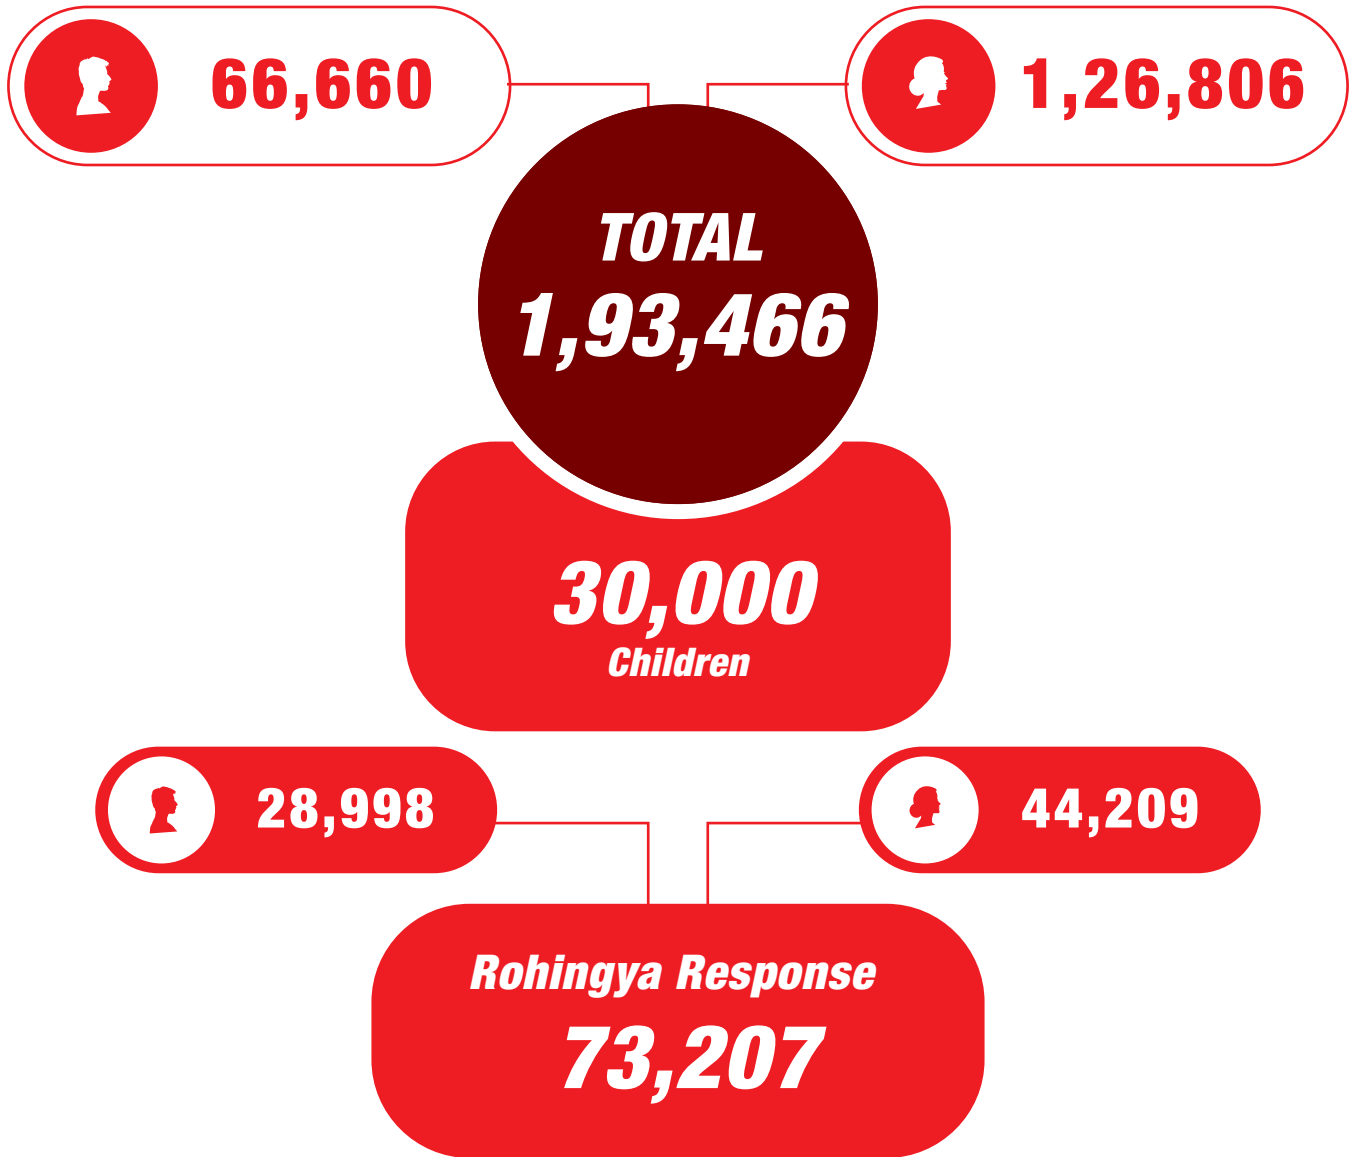 66,660
1,26,806
TOTAL
1,93,466
30,000
Children
28,998
44,209
Rohingya Response
73,207